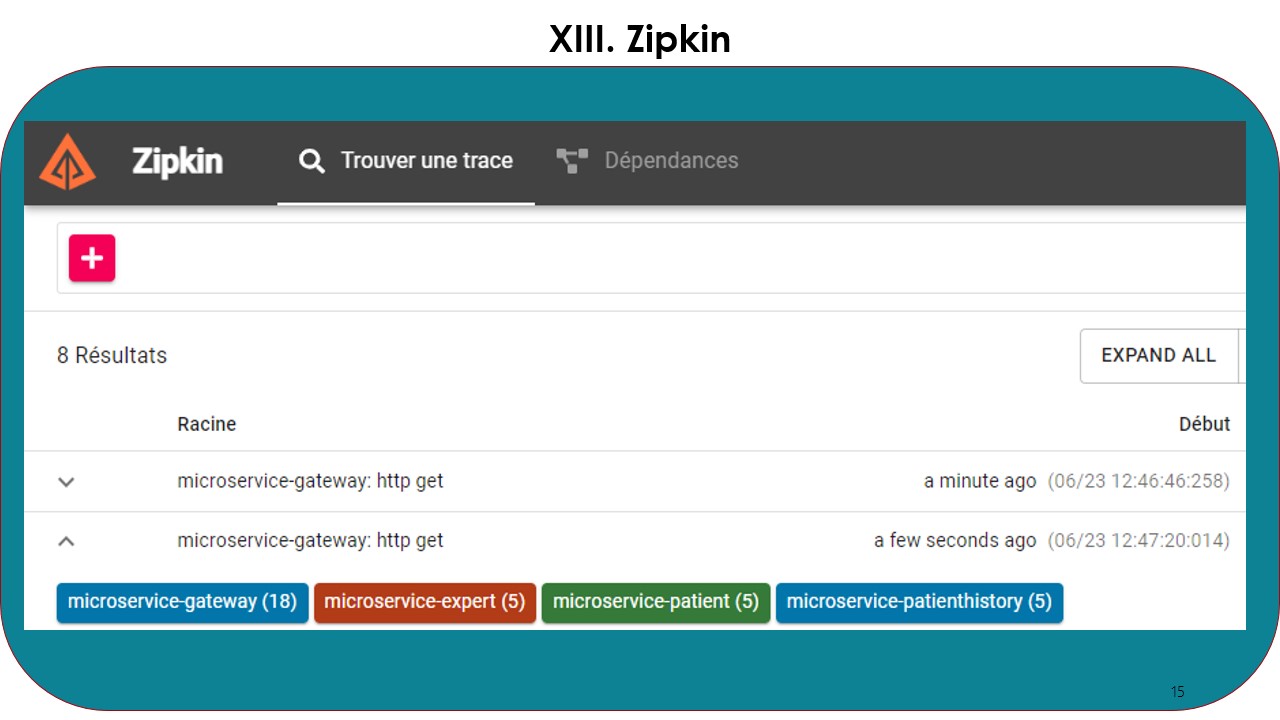 XIII. Zipkin
Zipkin Trouver une trace Dépendances
+
8 Résultats EXPAND ALL
Racine Début
microservice-gateway: http get a minute ago (06/23 12:46:46:258)
microservice-gateway: http get a few seconds ago (06/23 12:47:20:014)
microservice-gateway (18) microservice-expert (5) microservice-patient (5) microservice-patienthistory (5)
15